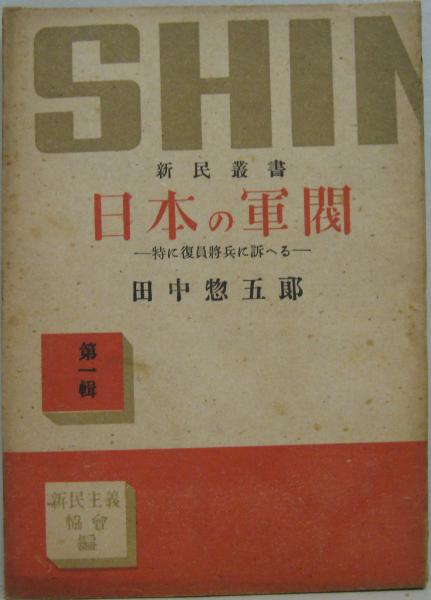 SHIN
新民叢書
日本の軍閥
―特に復員將兵に訴へる―
田中惣五郎
第一輯
新民主義
協會
編